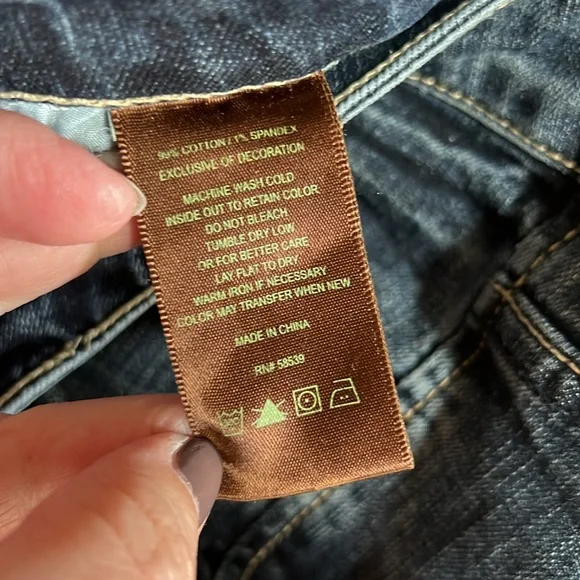 99% COTTON / 1% SPANDEX
EXCLUSIVE OF DECORATION
MACHINE WASH COLD
INSIDE OUT TO RETAIN COLOR.
DO NOT BLEACH
TUMBLE DRY LOW
OR FOR BETTER CARE
LAY FLAT TO DRY
WARM IRON IF NECESSARY
COLOR MAY TRANSFER WHEN NEW
MADE IN CHINA
RN# 58539